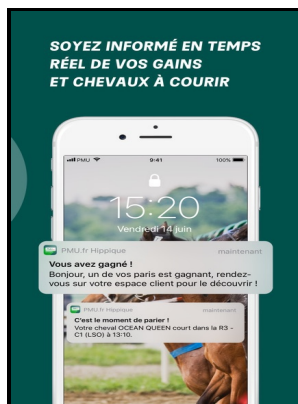 SOYEZ INFORMÉ EN TEMPS
RÉEL DE VOS GAINS
ET CHEVAUX À COURIR
PMU
9:41
100%
15:20
Vendredi 14 juin
PMU.fr Hippique
maintenant
Vous avez gagné !
Bonjour, un de vos paris est gagnant, rendez-
vous sur votre espace client pour le découvrir !
PMU.fr Hippique
maintenant
C'est le moment de parier !
Votre cheval OCEAN QUEEN court dans la R3 -
C1 (LSO) à 13:10.